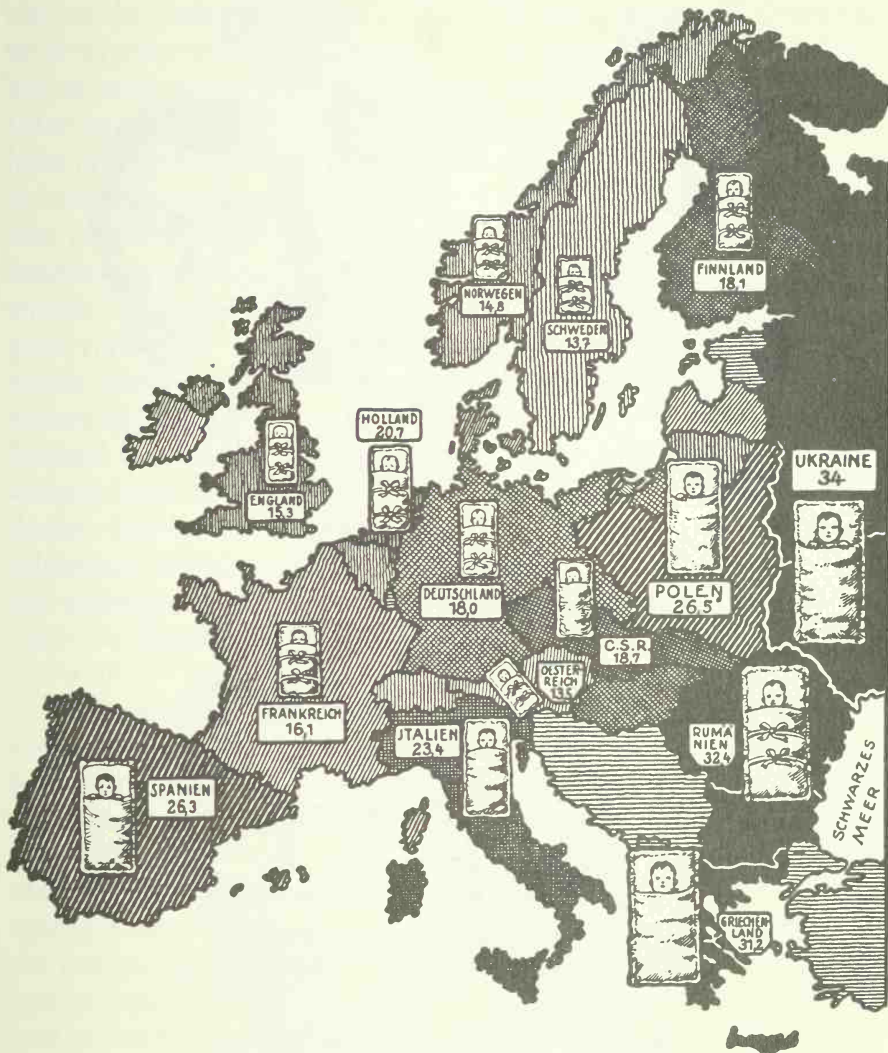 FINNLAND
18,1
NORWEGEN
14,8
SCHWEDEN
13,7
HOLLAND
20,7
ENGLAND
15,3
UKRAINE
34
DEUTSCHLAND
18,0
POLEN
26,5
C.S.R.
18,7
OLSTER-
REICH
13,5
FRANKREICH
16,1
JTALIEN
23,4
RUMÄ
NIEN
32,4
SPANIEN
26,3
SCHWARZES
MEER
GRIECHEN-
LAND
31,2